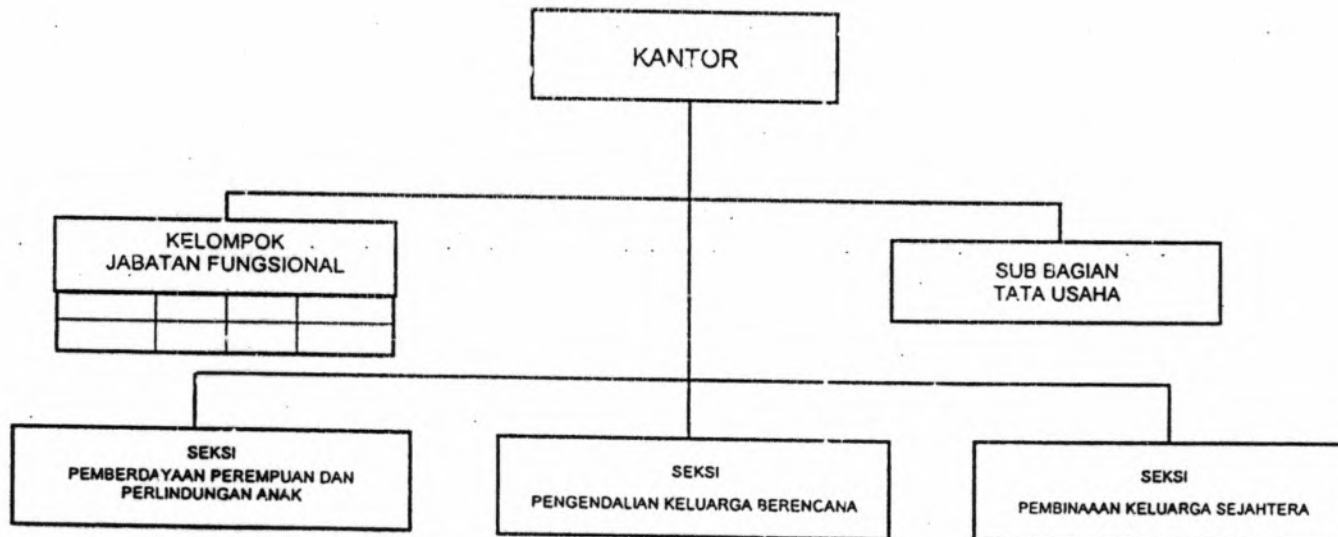 KANTOR
KELOMPOK
JABATAN FUNGSIONAL
SUB BAGIAN
TATA USAHA
SEKSI
PEMBERDAYAAN PEREMPUAN DAN
PERLINDUNGAN ANAK
SEKSI
PENGENDALIAN KELUARGA BERENCANA
SEKSI
PEMBINAAAN KELUARGA SEJAHTERA